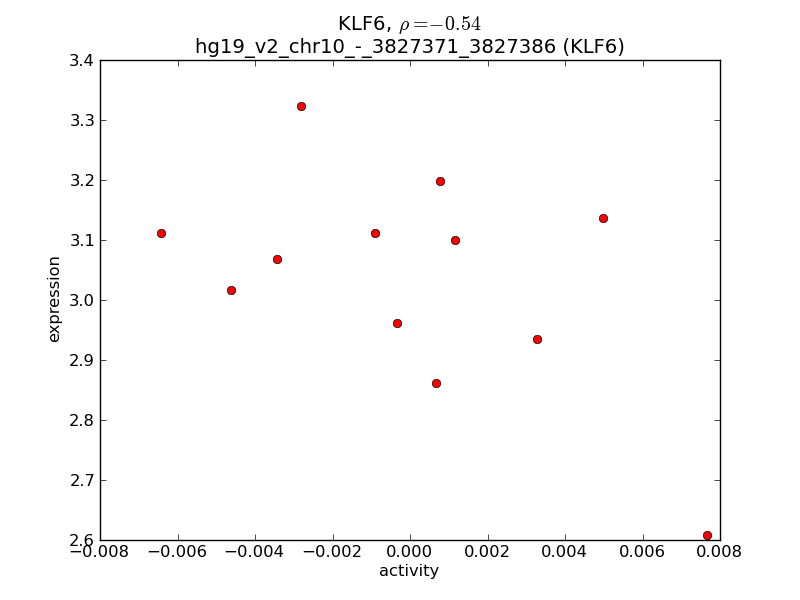 KLF6, ρ=−0.54
hg19_v2_chr10_-_3827371_3827386 (KLF6)
3.4
3.3
3.2
3.1
3.0
2.9
2.8
2.7
2.6
expression
−0.008 −0.006 −0.004 −0.002 0.000 0.002 0.004 0.006 0.008
activity